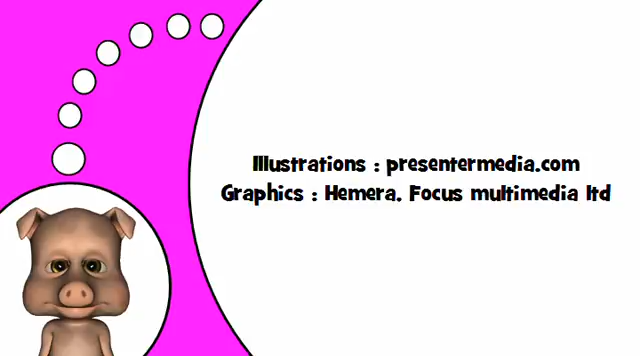 Illustrations : presentermedia.com
Graphics : Hemera. Focus multimedia ltd